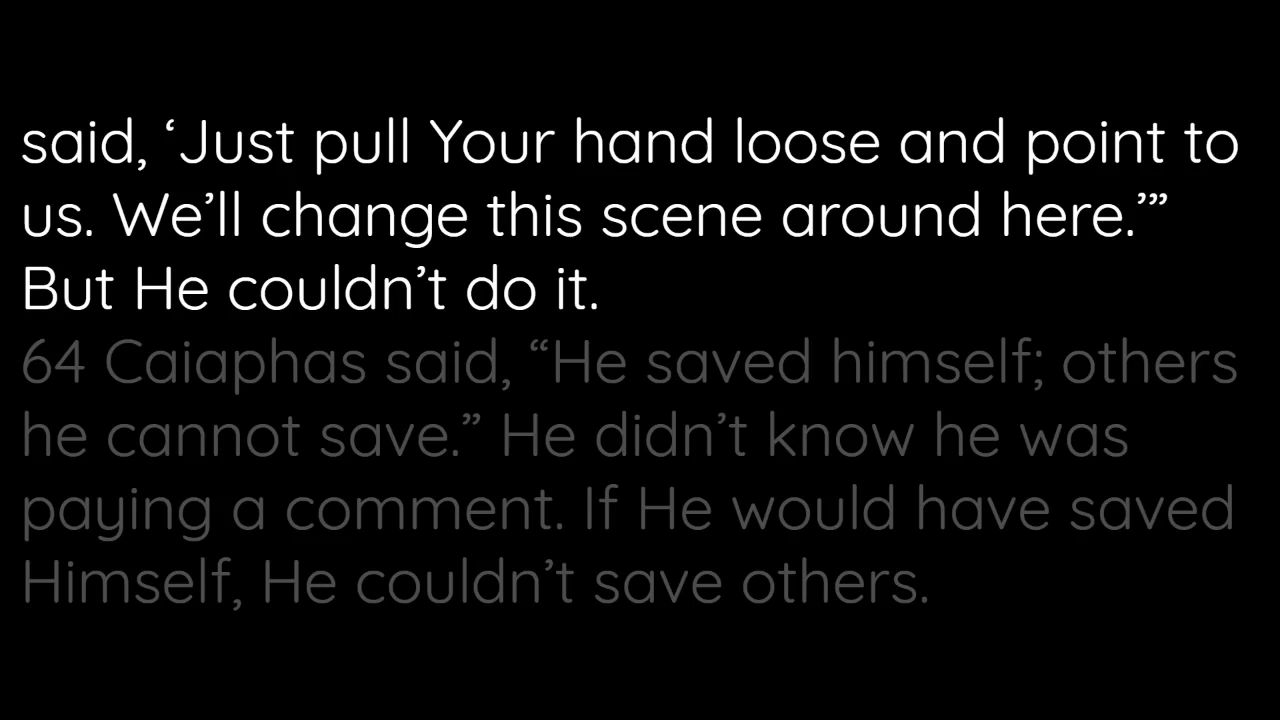 said, ‘Just pull Your hand loose and point to
us. We’ll change this scene around here.’”
But He couldn’t do it.
64 Caiaphas said, “He saved himself; others
he cannot save.” He didn’t know he was
paying a comment. If He would have saved
Himself, He couldn’t save others.